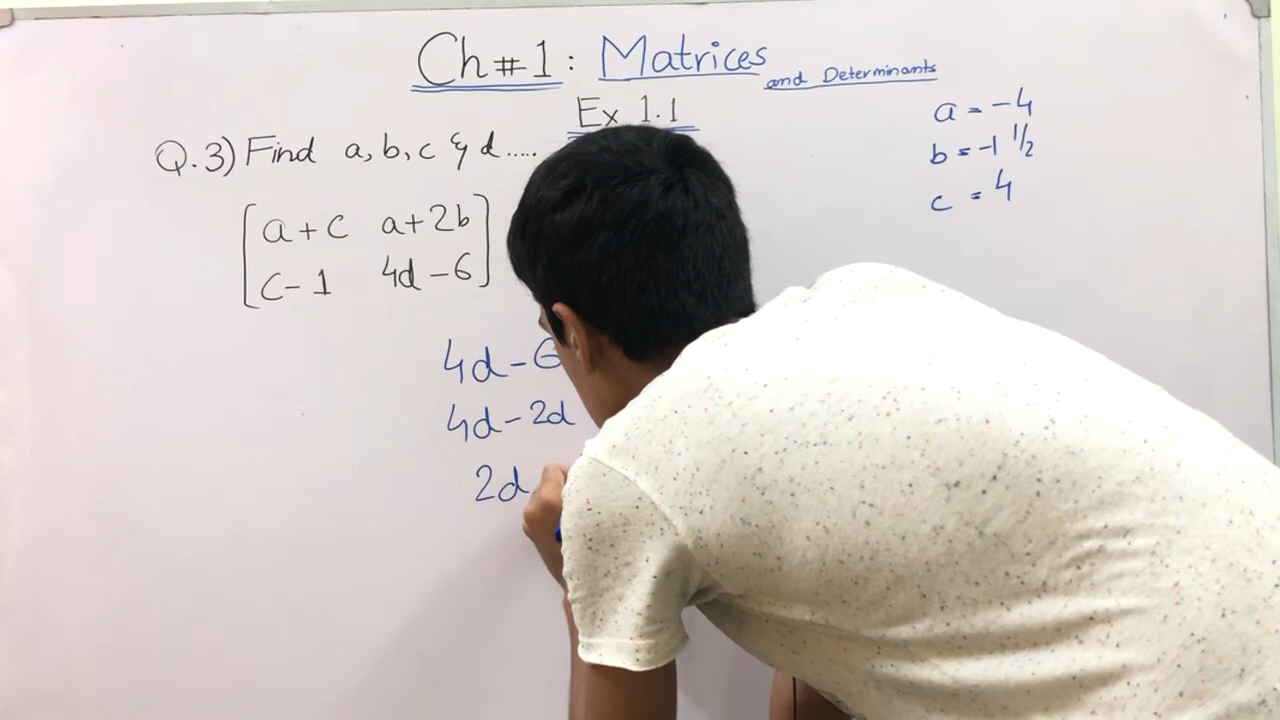 Ch#1: Matrices and Determinants
Ex 1.1
Q.3) Find a, b, c & d .....
a+c a+2b
c-1 4d-6
4d-6
4d-2d
2d
a = -4
b = -1 1/2
c = 4